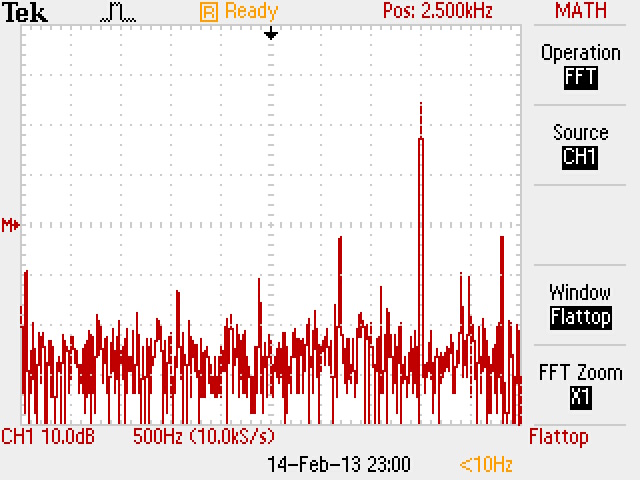 Tek R Ready Pos: 2.500kHz MATH
Operation
FFT
Source
CH1
M
Window
Flattop
FFT Zoom
X1
CH1 10.0dB 500Hz (10.0kS/s) Flattop
14-Feb-13 23:00 <10Hz